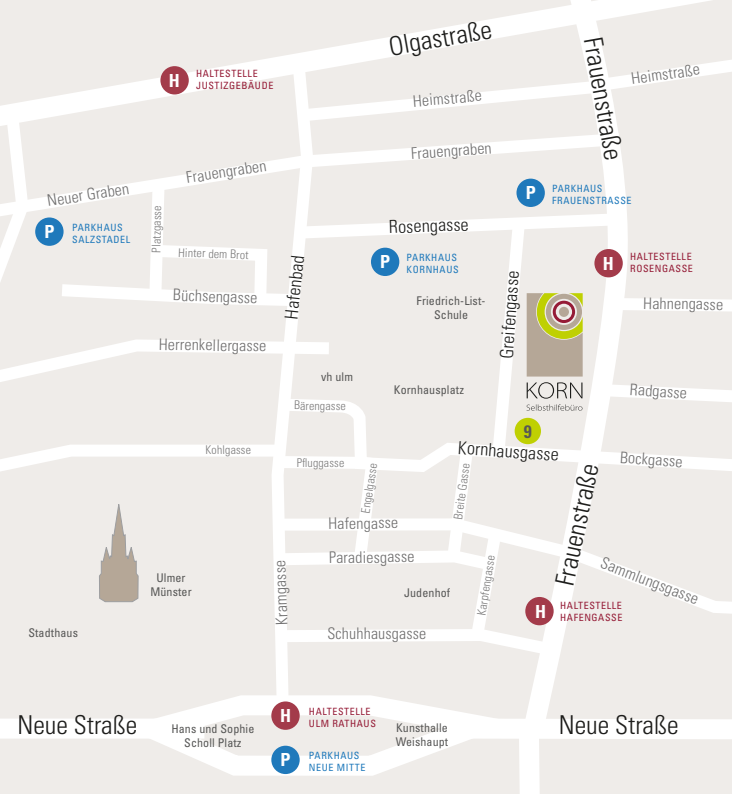 Olgastraße
Frauenstraße
H
HALTESTELLE
JUSTIZGEBÄUDE
Heimstraße
Heimstraße
Frauengraben
Frauengraben
Neuer Graben
P
PARKHAUS
FRAUENSTRASSE
P
PARKHAUS
SALZSTADEL
Platzgasse
Rosengasse
Hinter dem Brot
P
PARKHAUS
KORNHAUS
H
HALTESTELLE
ROSENGASSE
Hafenbad
Büchsengasse
Friedrich-List-
Schule
Greifengasse
Hahnengasse
Herrenkellergasse
vh ulm
Kornhausplatz
KORN
Selbsthilfebüro
Radgasse
Bärengasse
9
Kohlgasse
Pfluggasse
Kornhausgasse
Bockgasse
Engelgasse
Breite Gasse
Frauenstraße
Hafengasse
Paradiesgasse
Sammlungsgasse
Ulmer
Münster
Kramgasse
Judenhof
Karpfengasse
H
HALTESTELLE
HAFENGASSE
Stadthaus
Schuhhausgasse
Neue Straße
Hans und Sophie
Scholl Platz
H
HALTESTELLE
ULM RATHAUS
Kunsthalle
Weishaupt
Neue Straße
P
PARKHAUS
NEUE MITTE